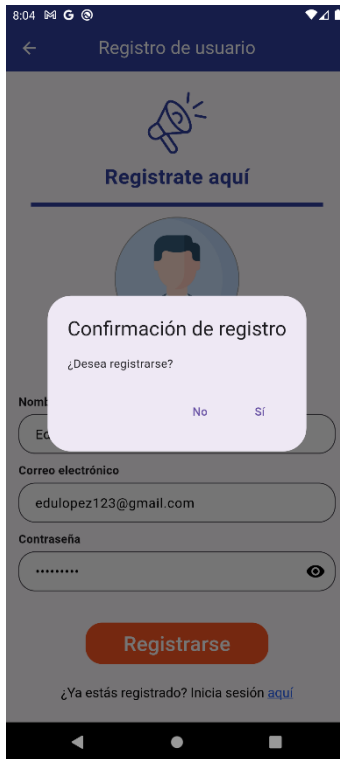 8:04
Registro de usuario
Registrate aquí
Confirmación de registro
¿Desea registrarse?
No Sí
Correo electrónico
edulopez123@gmail.com
Contraseña
•••••••••
Registrarse
¿Ya estás registrado? Inicia sesión aquí